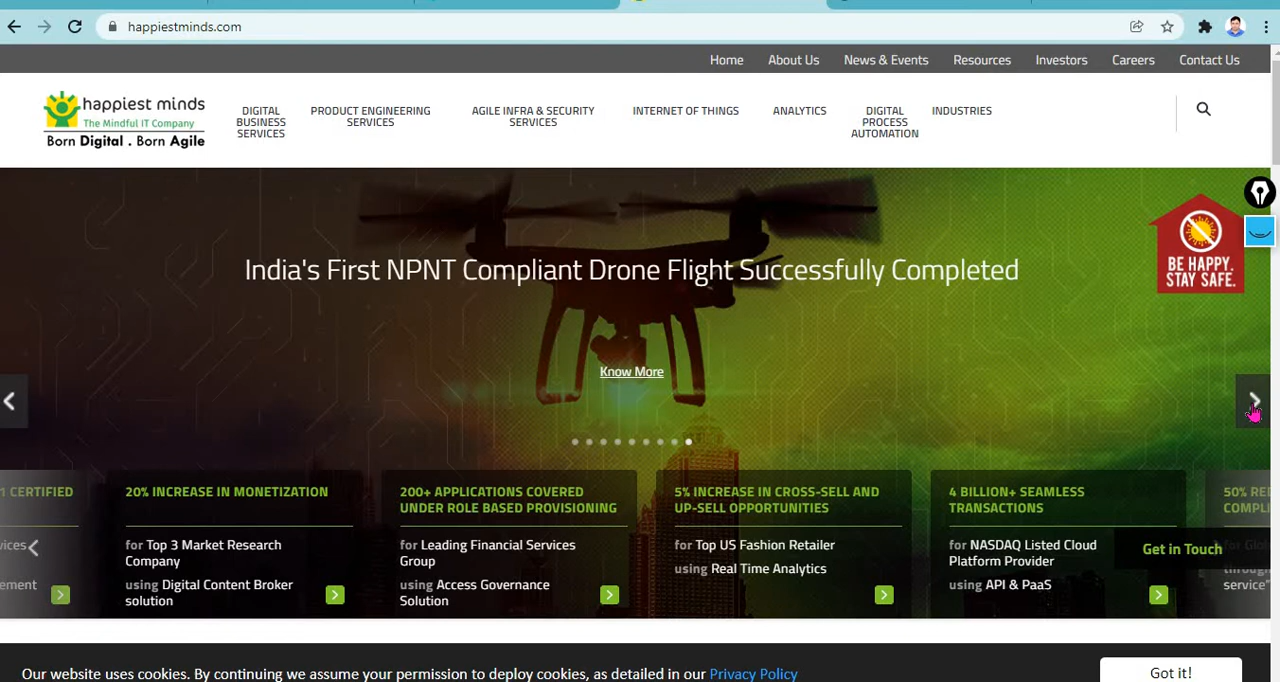 happiestminds.com
Home About Us News & Events Resources Investors Careers Contact Us
happiest minds
The Mindful IT Company
Born Digital . Born Agile
DIGITAL
BUSINESS
SERVICES
PRODUCT ENGINEERING
SERVICES
AGILE INFRA & SECURITY
SERVICES
INTERNET OF THINGS
ANALYTICS
DIGITAL
PROCESS
AUTOMATION
INDUSTRIES
BE HAPPY.
STAY SAFE.
India's First NPNT Compliant Drone Flight Successfully Completed
Know More
1 CERTIFIED
20% INCREASE IN MONETIZATION
for Top 3 Market Research
Company
using Digital Content Broker
solution
200+ APPLICATIONS COVERED
UNDER ROLE BASED PROVISIONING
for Leading Financial Services
Group
using Access Governance
Solution
5% INCREASE IN CROSS-SELL AND
UP-SELL OPPORTUNITIES
for Top US Fashion Retailer
using Real Time Analytics
4 BILLION+ SEAMLESS
TRANSACTIONS
for NASDAQ Listed Cloud
Platform Provider
using API & PaaS
50%
Get in Touch
service"
Our website uses cookies. By continuing we assume your permission to deploy cookies, as detailed in our Privacy Policy
Got it!